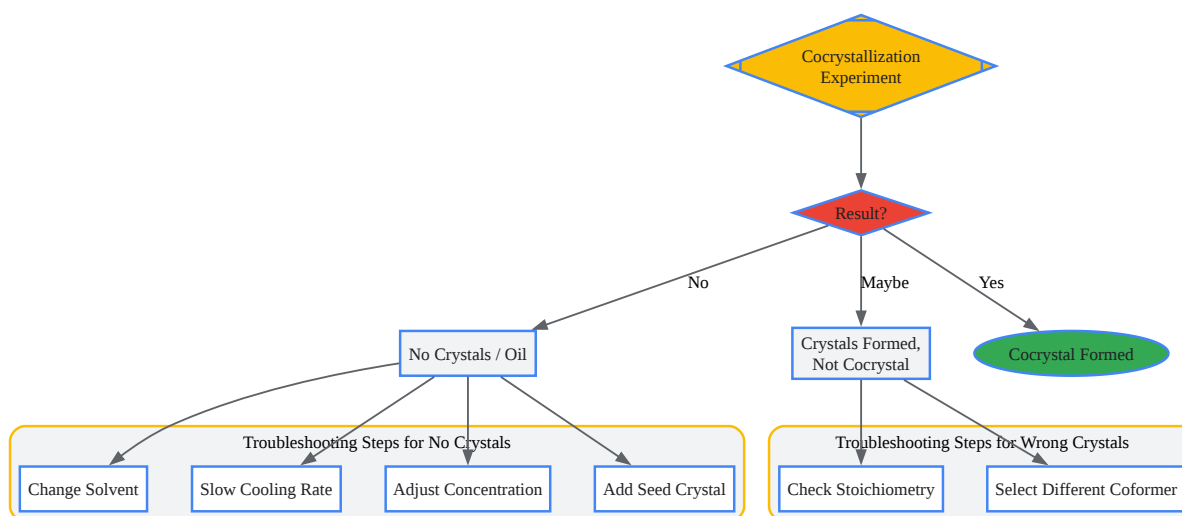 Cocrystallization
Experiment
Result?
No
Maybe
Yes
No Crystals / Oil
Crystals Formed,
Not Cocrystal
Cocrystal Formed
Troubleshooting Steps for No Crystals
Troubleshooting Steps for Wrong Crystals
Change Solvent
Slow Cooling Rate
Adjust Concentration
Add Seed Crystal
Check Stoichiometry
Select Different Coformer